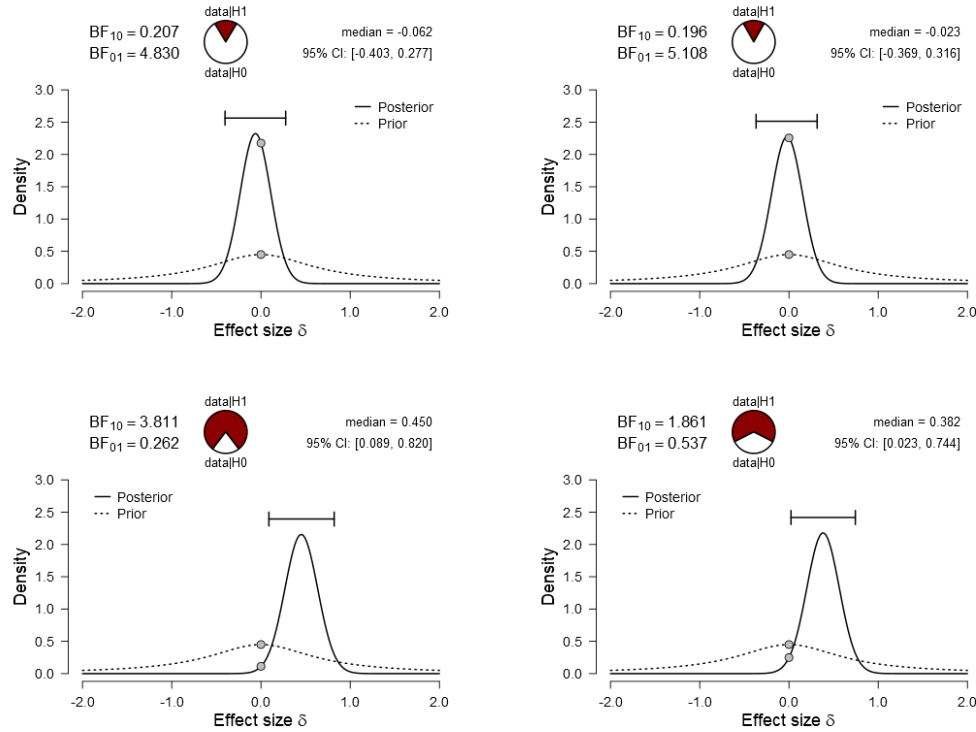 data|H1
BF10 = 0.207
BF01 = 4.830
median = -0.062
95% CI: [-0.403, 0.277]
data|H0
3.0
2.5
2.0
1.5
1.0
0.5
0.0
Density
Posterior
Prior
-2.0 -1.0 0.0 1.0 2.0
Effect size δ
data|H1
BF10 = 0.196
BF01 = 5.108
median = -0.023
95% CI: [-0.369, 0.316]
data|H0
3.0
2.5
2.0
1.5
1.0
0.5
0.0
Density
Posterior
Prior
-2.0 -1.0 0.0 1.0 2.0
Effect size δ
data|H1
BF10 = 3.811
BF01 = 0.262
median = 0.450
95% CI: [0.089, 0.820]
data|H0
3.0
2.5
2.0
1.5
1.0
0.5
0.0
Density
Posterior
Prior
-2.0 -1.0 0.0 1.0 2.0
Effect size δ
data|H1
BF10 = 1.861
BF01 = 0.537
median = 0.382
95% CI: [0.023, 0.744]
data|H0
3.0
2.5
2.0
1.5
1.0
0.5
0.0
Density
Posterior
Prior
-2.0 -1.0 0.0 1.0 2.0
Effect size δ